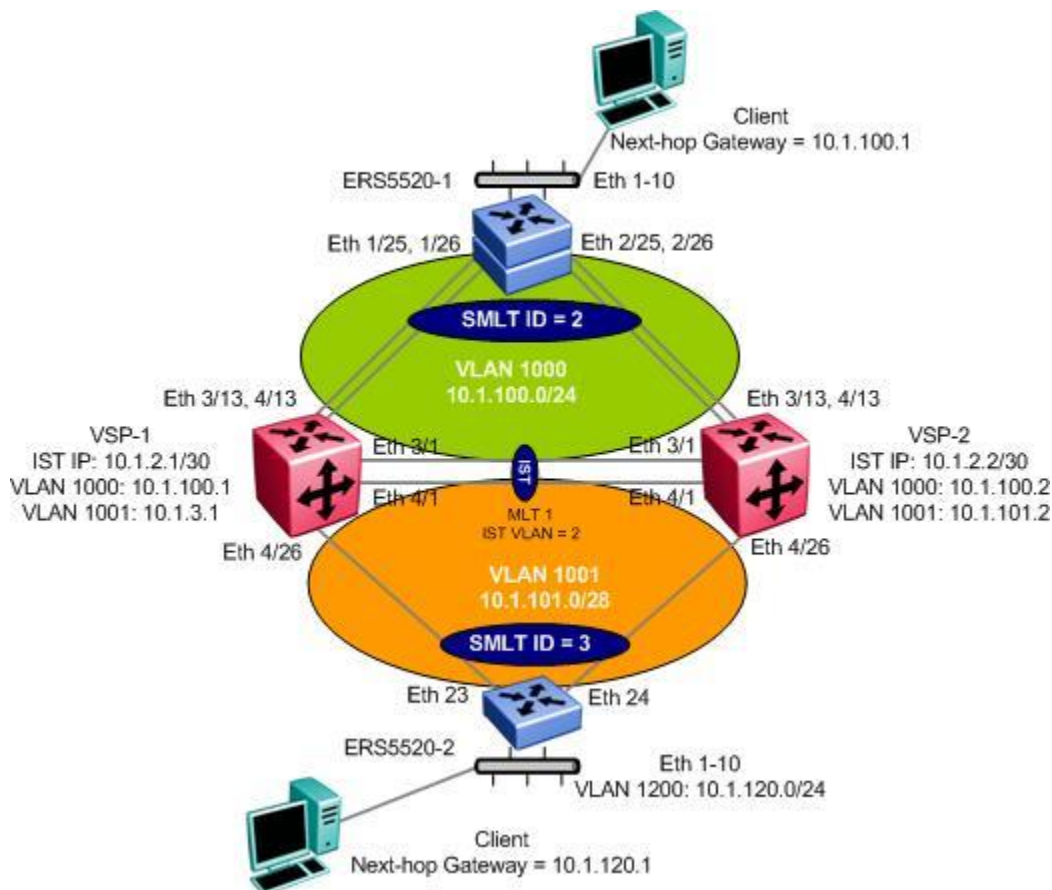 Client
Next-hop Gateway = 10.1.100.1
ERS5520-1
Eth 1-10
Eth 1/25, 1/26
Eth 2/25, 2/26
SMLT ID = 2
VLAN 1000
10.1.100.0/24
Eth 3/13, 4/13
Eth 3/13, 4/13
VSP-1
IST IP: 10.1.2.1/30
VLAN 1000: 10.1.100.1
VLAN 1001: 10.1.3.1
Eth 3/1
Eth 3/1
IST
VSP-2
IST IP: 10.1.2.2/30
VLAN 1000: 10.1.100.2
VLAN 1001: 10.1.101.2
Eth 4/1
Eth 4/1
MLT 1
IST VLAN = 2
Eth 4/26
Eth 4/26
VLAN 1001
10.1.101.0/28
SMLT ID = 3
Eth 23
Eth 24
ERS5520-2
Eth 1-10
VLAN 1200: 10.1.120.0/24
Client
Next-hop Gateway = 10.1.120.1